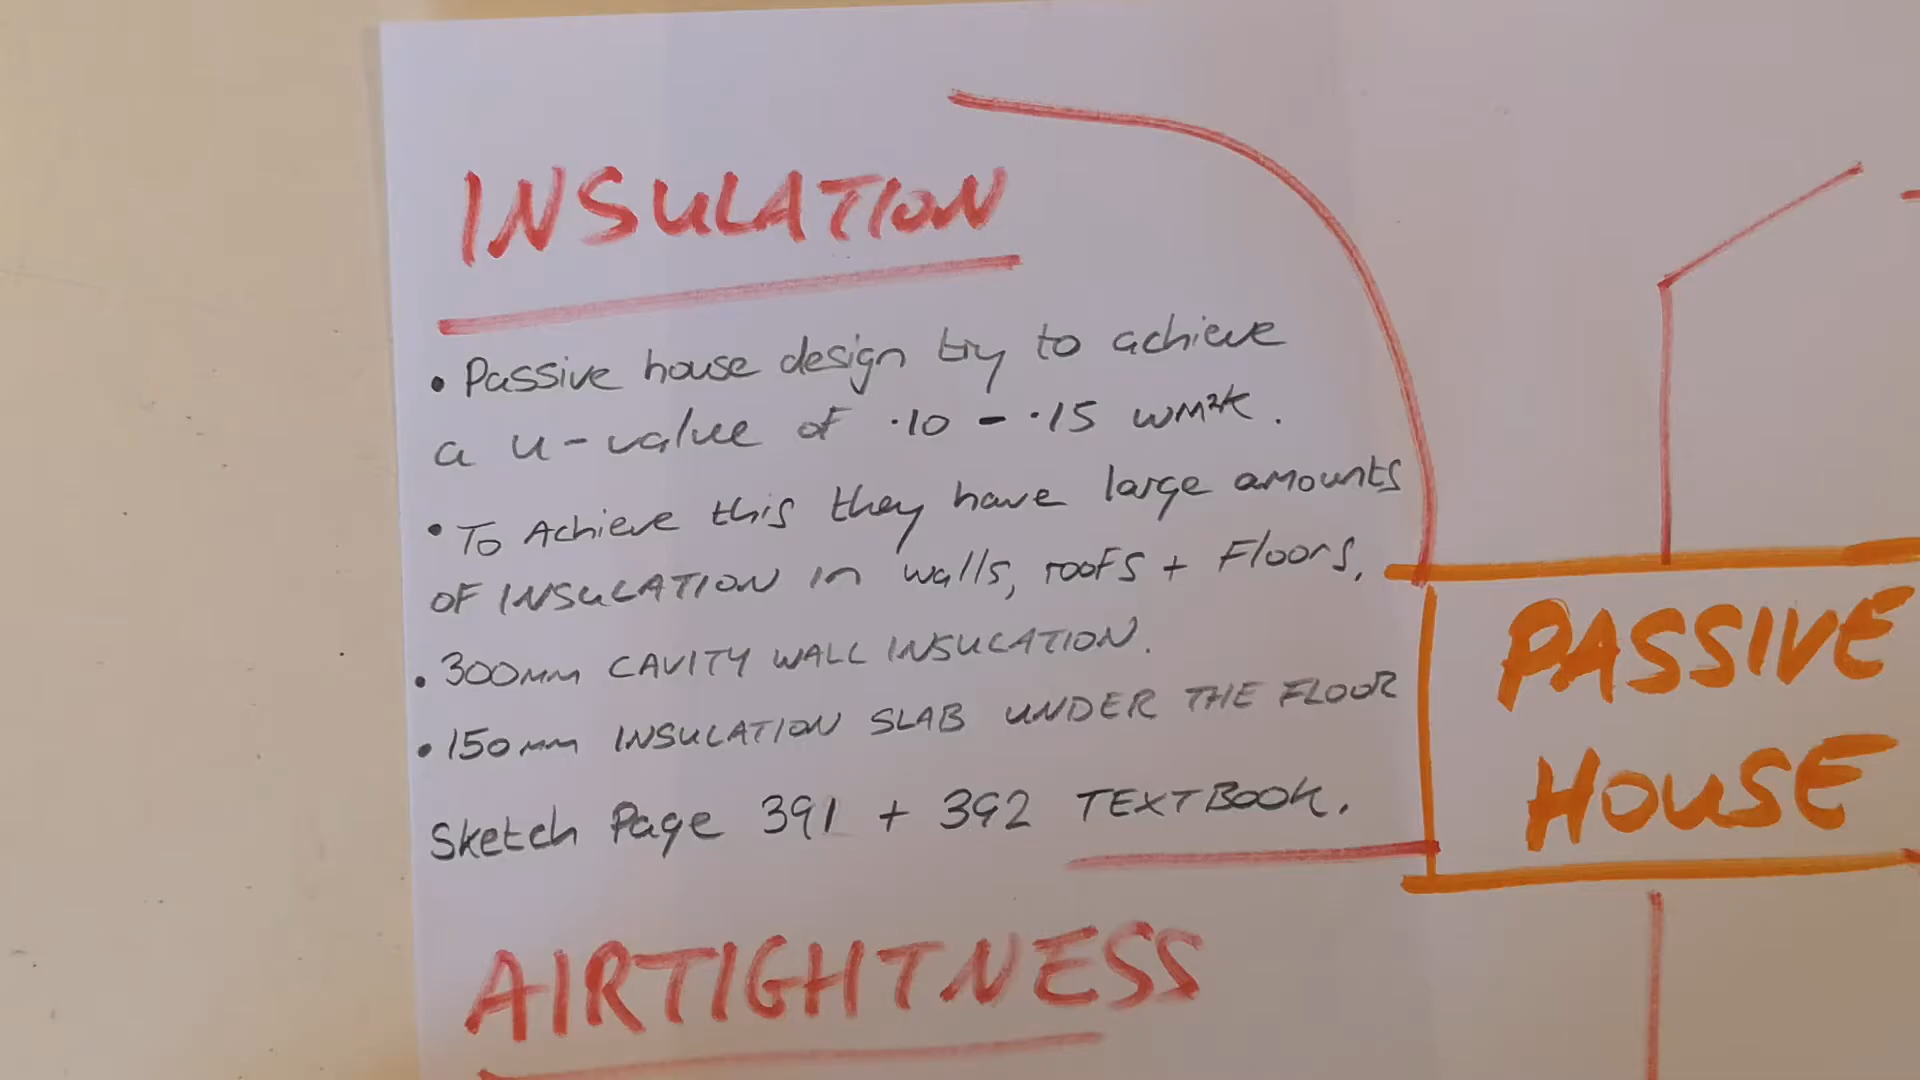 INSULATION
• Passive house design try to achieve
a u-value of .10 - .15 WM²K.
• To Achieve this they have large amounts
OF INSULATION in walls, roofs + Floors.
• 300mm CAVITY WALL INSULATION.
• 150mm INSULATION SLAB UNDER THE FLOOR
Sketch Page 391 + 392 TEXTBOOK.
AIRTIGHTNESS
PASSIVE
HOUSE